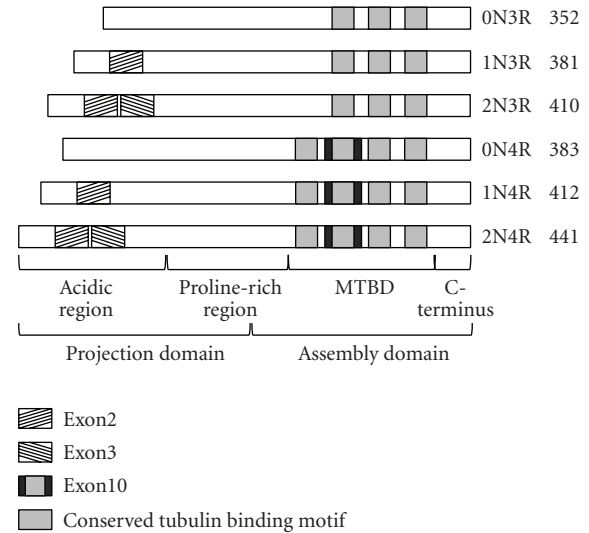 0N3R 352
1N3R 381
2N3R 410
0N4R 383
1N4R 412
2N4R 441
Acidic region
Proline-rich region
MTBD
C-terminus
Projection domain
Assembly domain
Exon2
Exon3
Exon10
Conserved tubulin binding motif